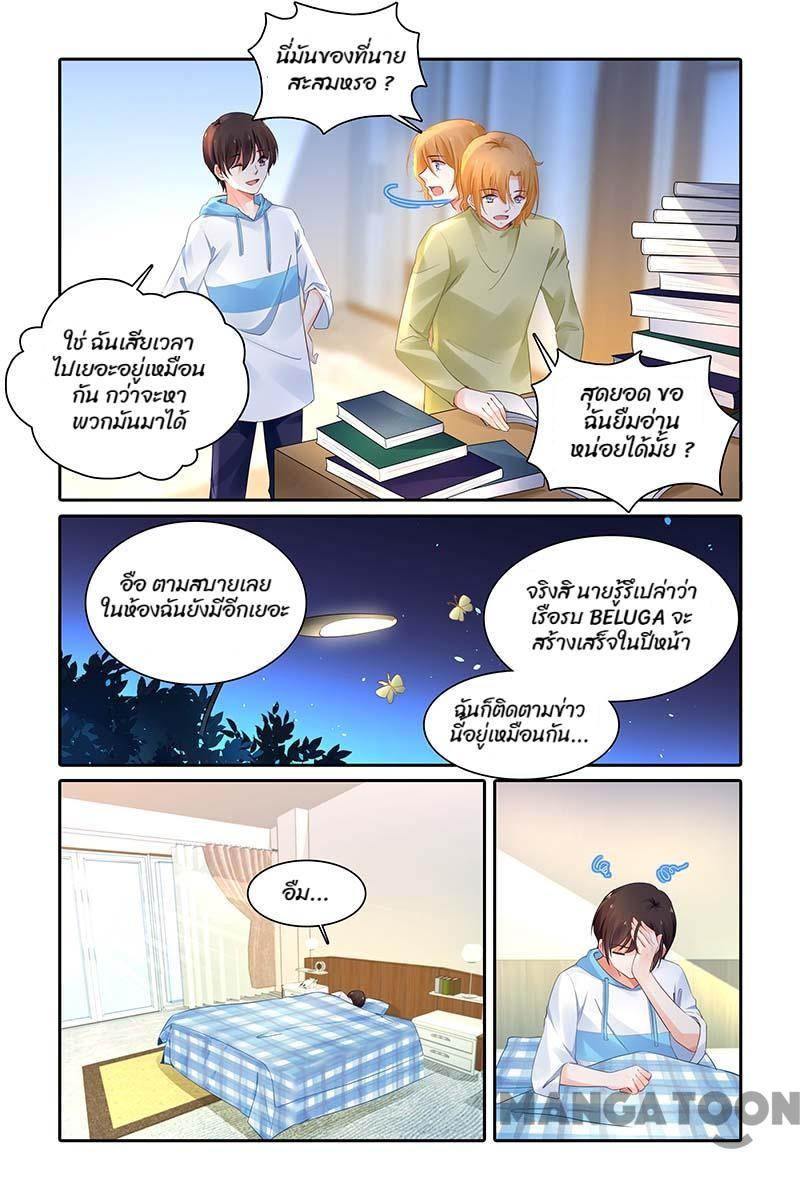 นี่มันของที่นาย
สะสมหรอ ?
ใช่ ฉันเสียเวลา
ไปเยอะอยู่เหมือน
กัน กว่าจะหา
พวกมันมาได้
สุดยอด ขอ
ฉันยืมอ่าน
หน่อยได้มั้ย ?
อือ ตามสบายเลย
ในห้องฉันยังมีอีกเยอะ
จริงสิ นายรู้รึเปล่าว่า
เรือรบ BELUGA จะ
สร้างเสร็จในปีหน้า
ฉันก็ติดตามข่าว
นี้อยู่เหมือนกัน...
อืม...
MANGATOON